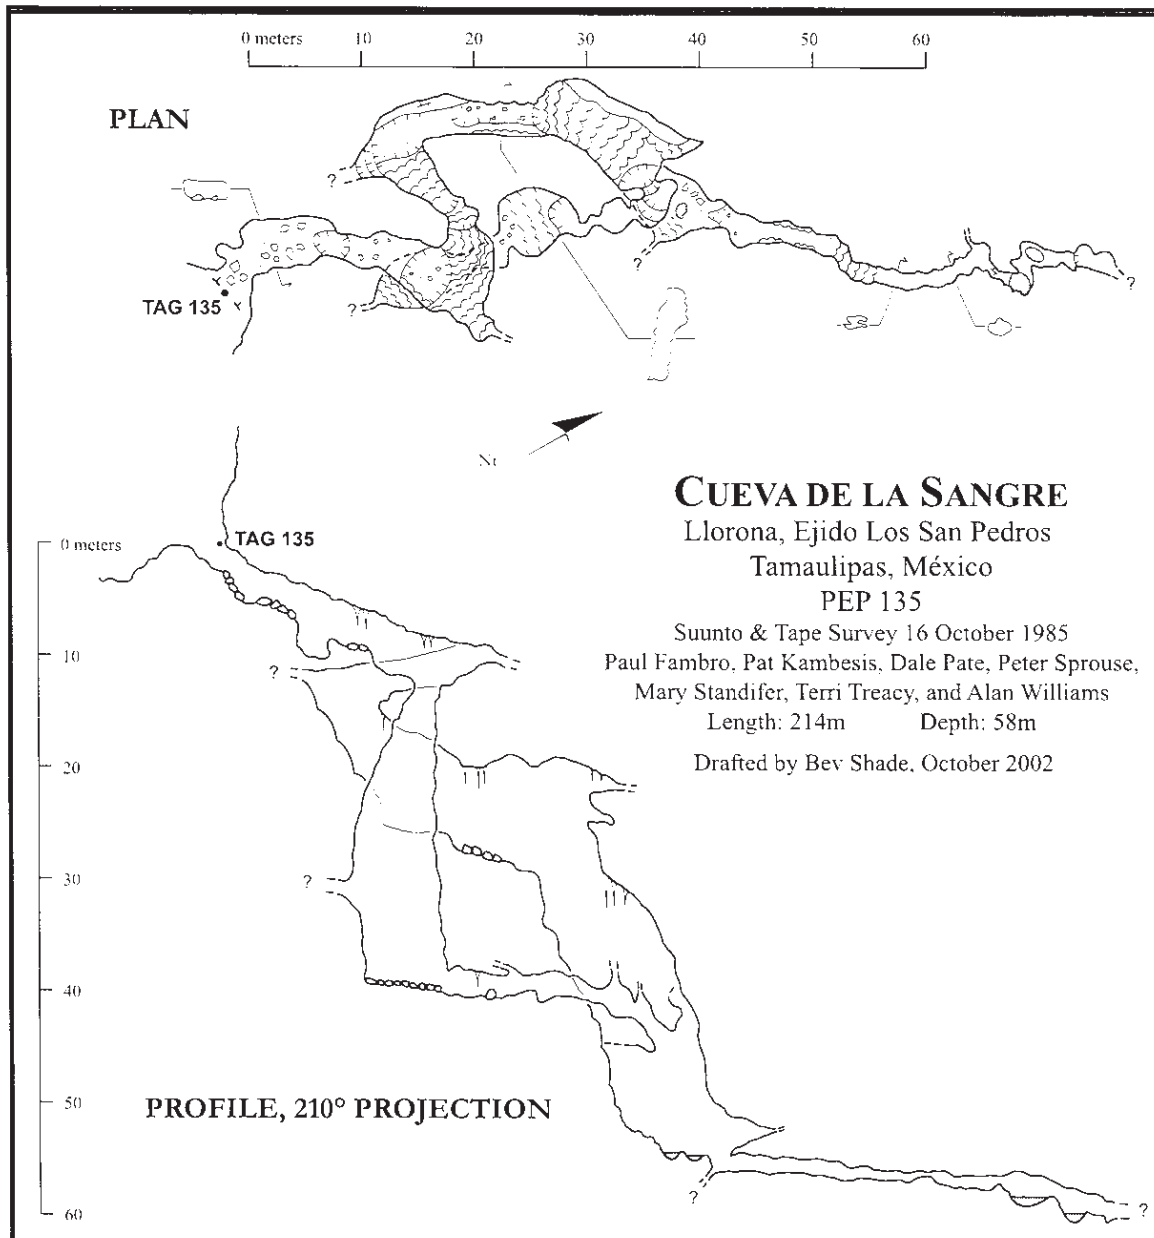 0 meters 10 20 30 40 50 60
PLAN
?
TAG 135
?
?
?
Nt
CUEVA DE LA SANGRE
Llorona, Ejido Los San Pedros
Tamaulipas, México
PEP 135
Suunto & Tape Survey 16 October 1985
Paul Fambro, Pat Kambesis, Dale Pate, Peter Sprouse,
Mary Standifer, Terri Treacy, and Alan Williams
Length: 214m Depth: 58m
Drafted by Bev Shade, October 2002
0 meters
TAG 135
10
?
20
30
?
40
50
PROFILE, 210° PROJECTION
?
?
60